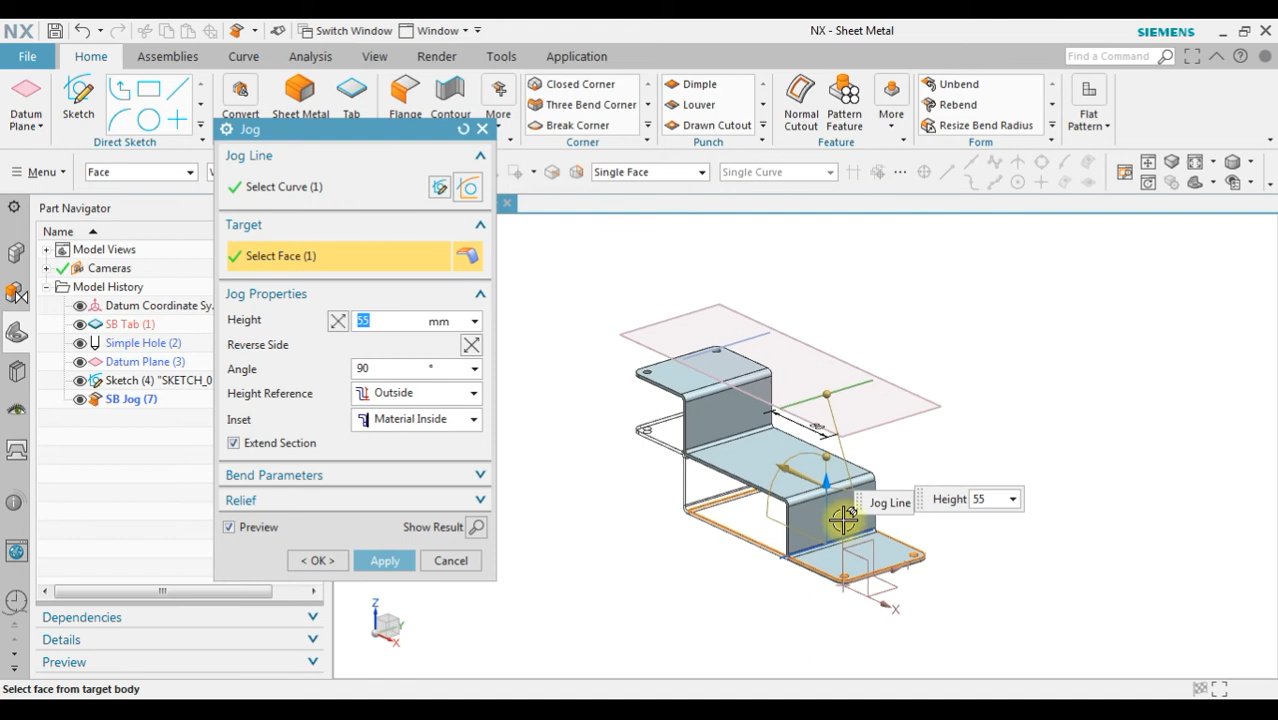 NX
Switch Window
Window
NX - Sheet Metal
SIEMENS
File
Home
Assemblies
Curve
Analysis
View
Render
Tools
Application
Find a Command
Datum
Plane
Sketch
Direct Sketch
Convert
Sheet Metal
Tab
Flange
Contour
More
Closed Corner
Three Bend Corner
Break Corner
Corner
Dimple
Louver
Drawn Cutout
Punch
Normal
Cutout
Pattern
Feature
More
Feature
Unbend
Rebend
Resize Bend Radius
Form
Flat
Pattern
Menu
Face
Single Face
Single Curve
Part Navigator
Name
Model Views
Cameras
Model History
Datum Coordinate Sy...
SB Tab (1)
Simple Hole (2)
Datum Plane (3)
Sketch (4) "SKETCH_0
SB Jog (7)
Dependencies
Details
Preview
Select face from target body
Jog
Jog Line
Select Curve (1)
Target
Select Face (1)
Jog Properties
Height
55
mm
Reverse Side
Angle
90
°
Height Reference
Outside
Inset
Material Inside
Extend Section
Bend Parameters
Relief
Preview
Show Result
< OK >
Apply
Cancel
Jog Line
Height 55
X
Z
Y
X